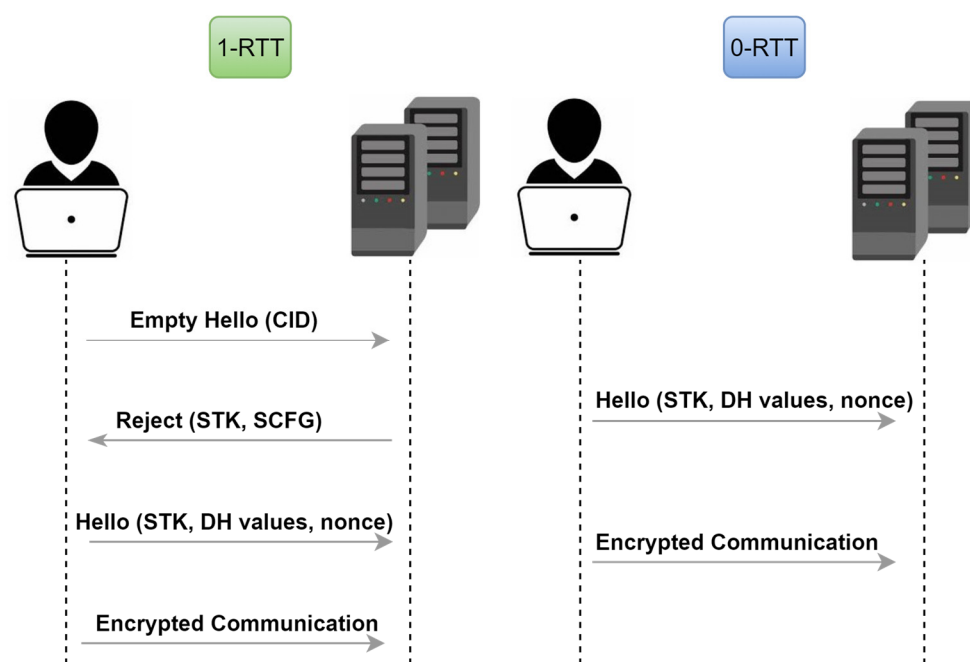 1-RTT
0-RTT
Empty Hello (CID)
Reject (STK, SCFG)
Hello (STK, DH values, nonce)
Encrypted Communication
Hello (STK, DH values, nonce)
Encrypted Communication